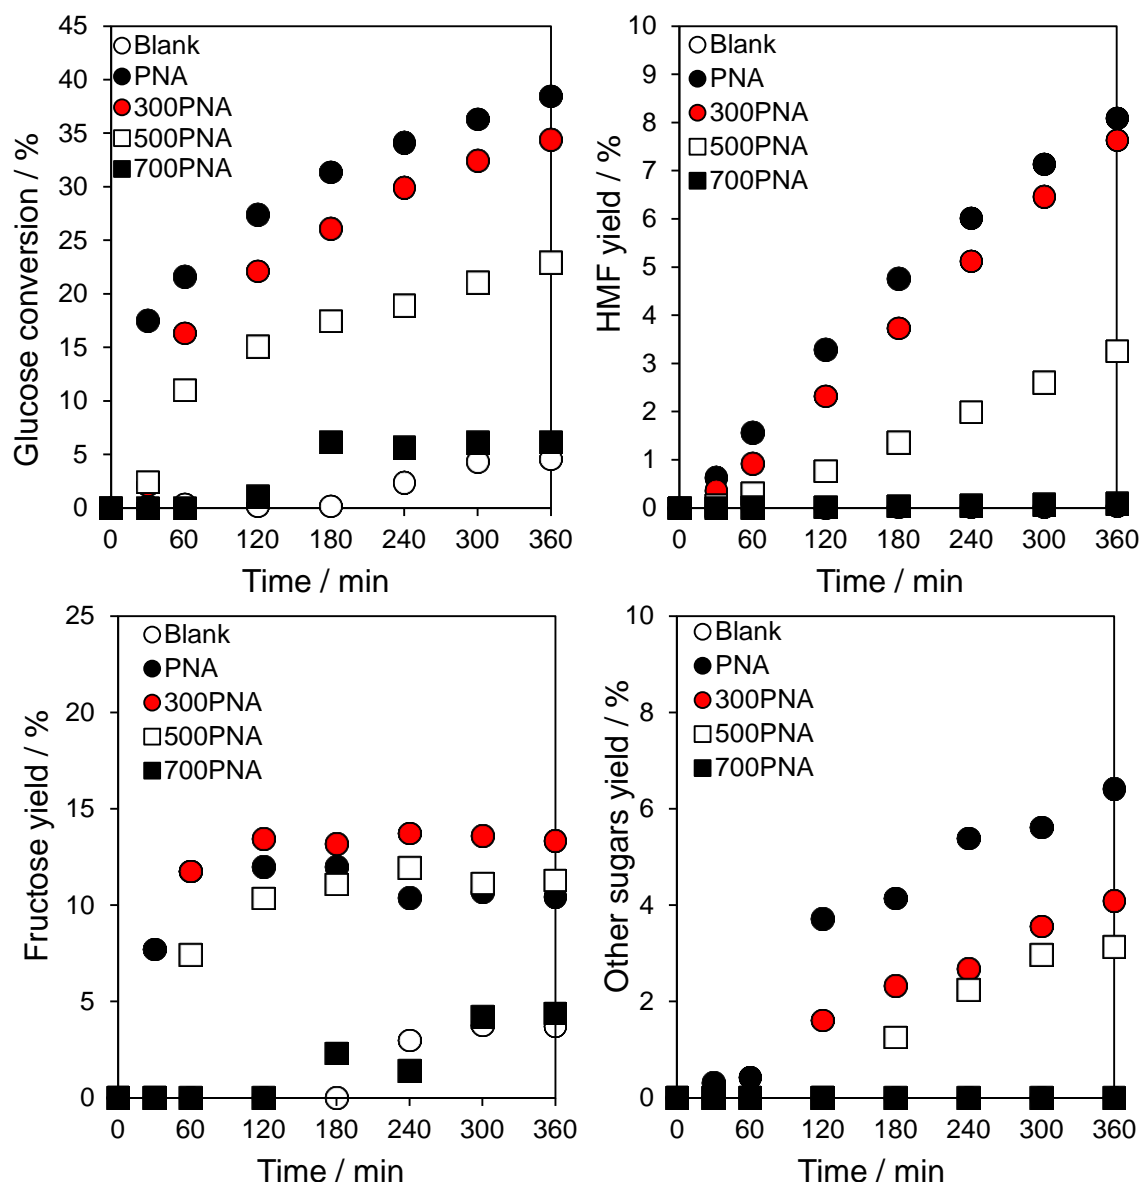 45
40
35
30
25
20
15
10
5
0
Glucose conversion / %
Blank
PNA
300PNA
500PNA
700PNA
0 60 120 180 240 300 360
Time / min
10
9
8
7
6
5
4
3
2
1
0
HMF yield / %
Blank
PNA
300PNA
500PNA
700PNA
0 60 120 180 240 300 360
Time / min
25
20
15
10
5
0
Fructose yield / %
Blank
PNA
300PNA
500PNA
700PNA
0 60 120 180 240 300 360
Time / min
10
8
6
4
2
0
Other sugars yield / %
Blank
PNA
300PNA
500PNA
700PNA
0 60 120 180 240 300 360
Time / min